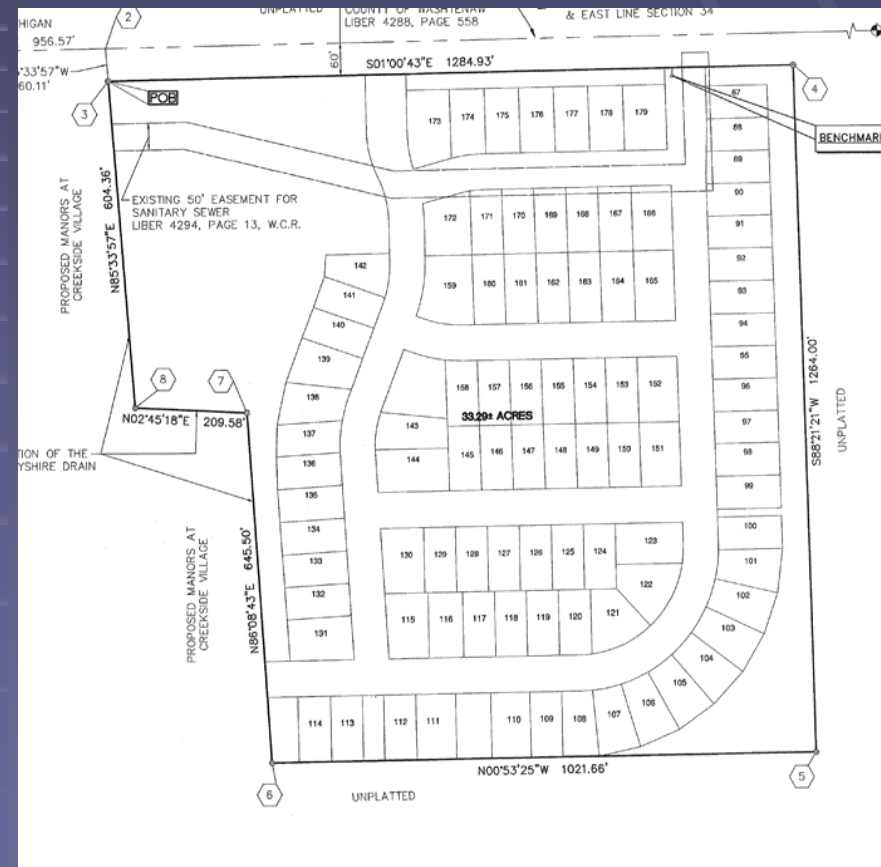 HIGAN
956.57'
2
UNPLATTED
COUNTY OF WASHTENAW
LIBER 4288, PAGE 558
& EAST LINE SECTION 34
33'57"W
60.11'
60'
S01°00'43"E 1284.93'
3
POB
4
BENCHMARK
EXISTING 50' EASEMENT FOR
SANITARY SEWER
LIBER 4294, PAGE 13, W.C.R.
PROPOSED MANORS AT
CREEKSIDE VILLAGE
N85°33'57"E 604.36'
173 174 175 176 177 178 179
87
88
89
90
91
92
93
94
95
96
97
98
99
100
101
102
103
104
105
106
107
172 171 170 169 168 167 166
159 160 161 162 163 164 165
142
141
140
139
138
137
136
135
134
133
132
131
158 157 156 155 154 153 152
33.29± ACRES
143
144
145 146 147 148 149 150 151
8
7
N02°45'18"E 209.58'
TION OF THE
YSHIRE DRAIN
S88°21'21"W 1264.00'
UNPLATTED
PROPOSED MANORS AT
CREEKSIDE VILLAGE
N86°08'43"E 645.50'
130 129 128 127 126 125 124 123
122
115 116 117 118 119 120 121
114 113 112 111 110 109 108
N00°53'25"W 1021.66'
6
5
UNPLATTED